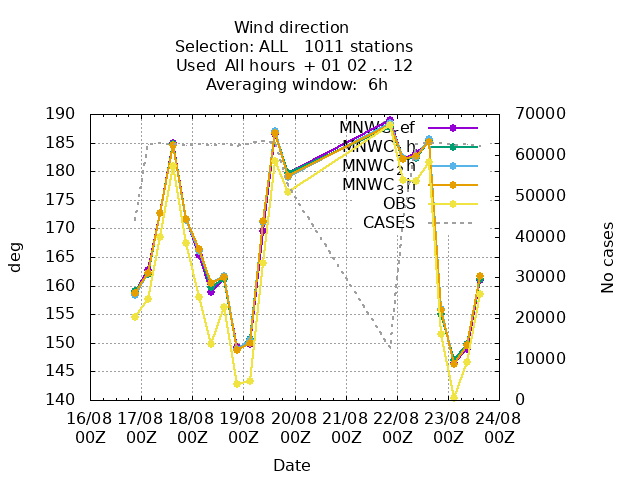 Wind direction
Selection: ALL 1011 stations
Used All hours + 01 02 ... 12
Averaging window: 6h
190
185
180
175
170
165
160
155
150
145
140
deg
70000
60000
50000
40000
30000
20000
10000
0
No cases
OBS
CASES
16/08 17/08 18/08 19/08 20/08 21/08 22/08 23/08 24/08
00Z 00Z 00Z 00Z 00Z 00Z 00Z 00Z 00Z
Date